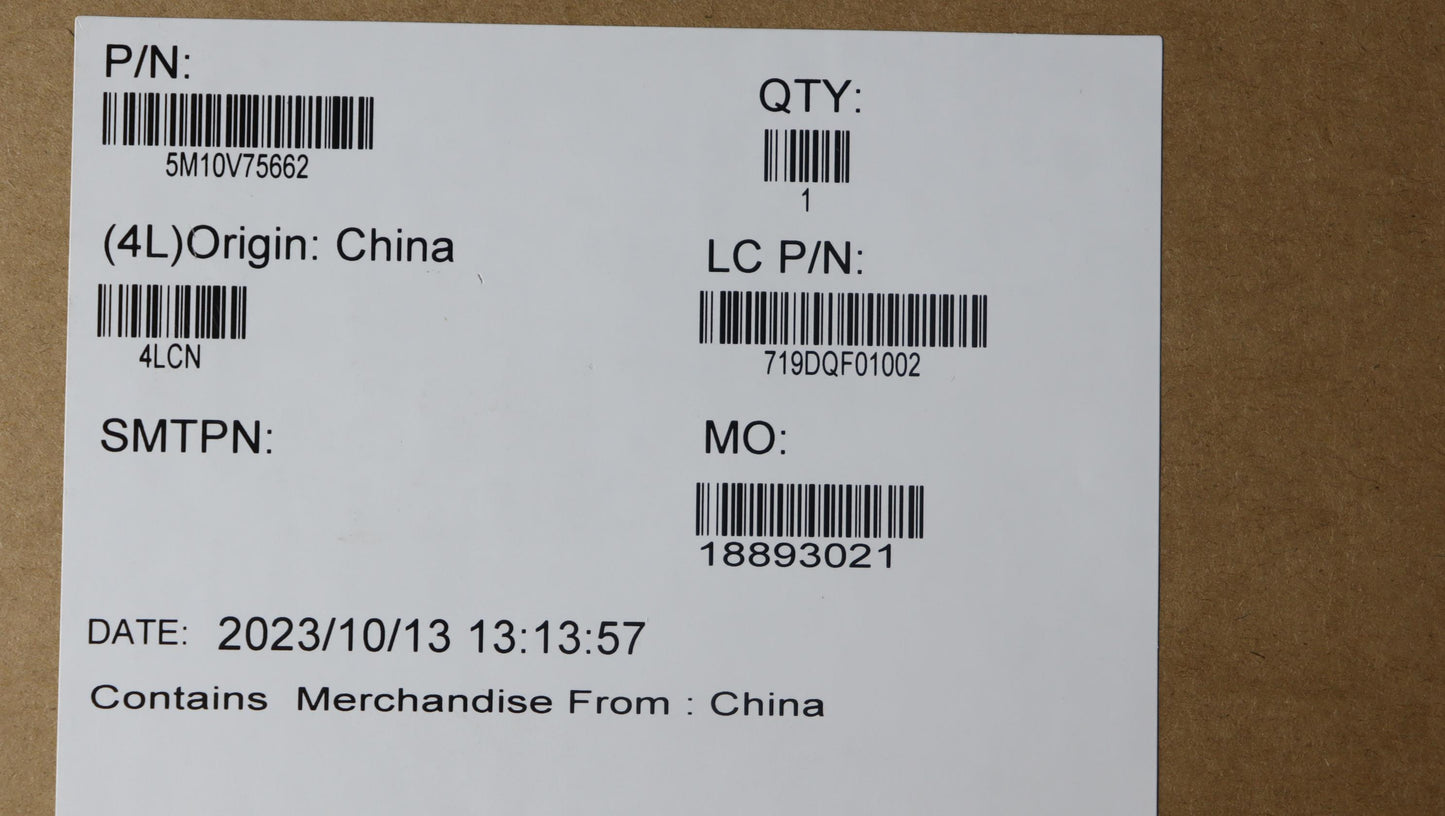 P/N:
5M10V75662
QTY:
1
(4L)Origin: China
4LCN
LC P/N:
719DQF01002
SMTPN:
MO:
18893021
DATE: 2023/10/13 13:13:57
Contains Merchandise From : China